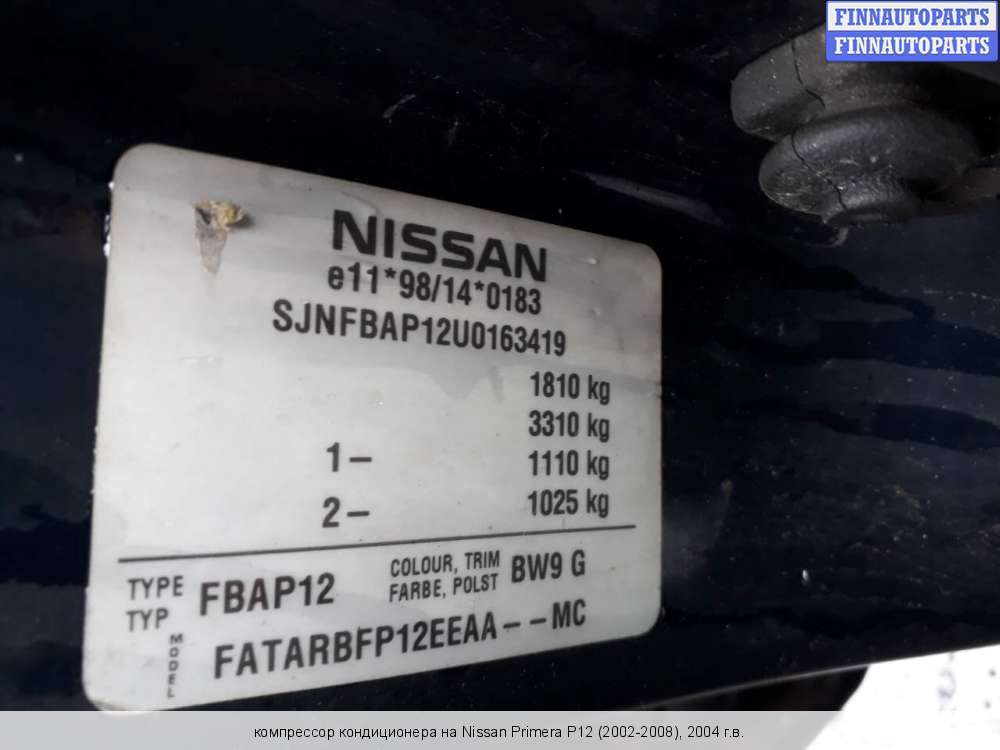 FINNAUTOPARTS
FINNAUTOPARTS
NISSAN
e11*98/14*0183
SJNFBAP12U0163419
1810 kg
3310 kg
1– 1110 kg
2– 1025 kg
TYPE
TYP FBAP12 COLOUR, TRIM
FARBE, POLST BW9 G
MODEL FATARBFP12EEAA––MC
компрессор кондиционера на Nissan Primera P12 (2002-2008), 2004 г.в.